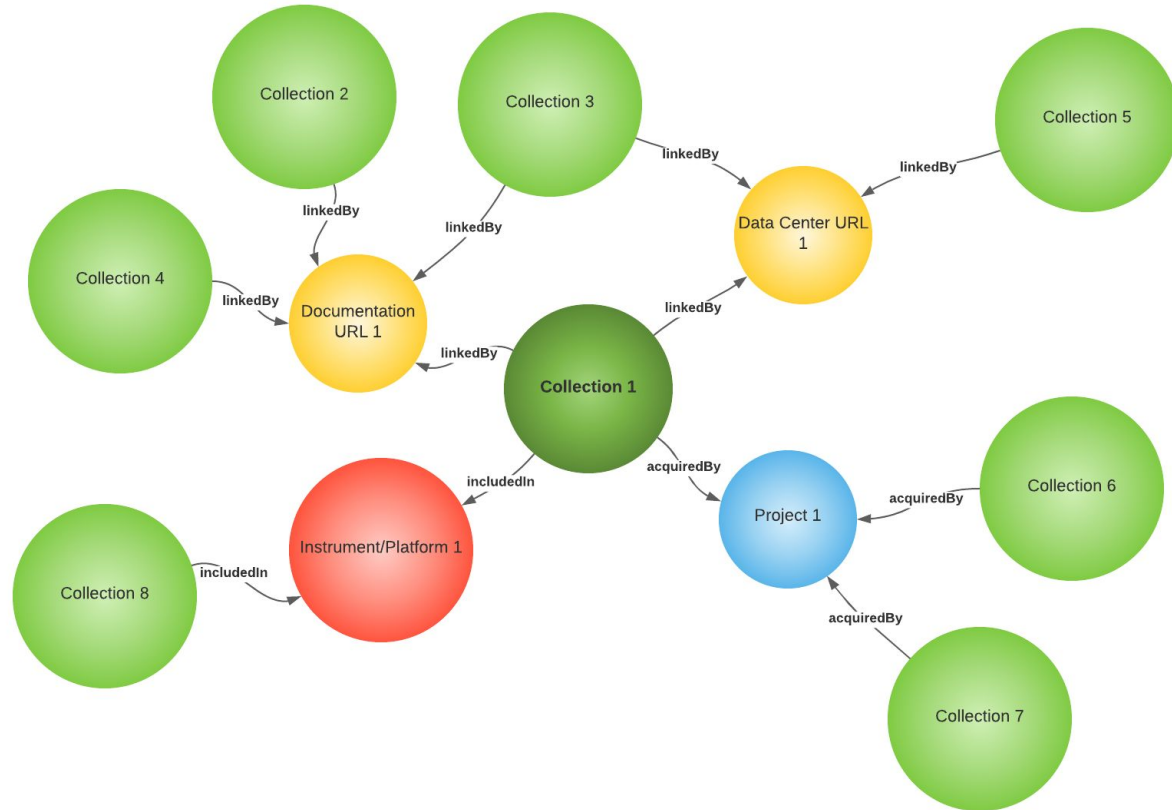 Collection 2
Collection 3
Collection 5
linkedBy
linkedBy
linkedBy
linkedBy
Data Center URL
1
Collection 4
linkedBy
Documentation
URL 1
linkedBy
linkedBy
Collection 1
acquiredBy
includedIn
Collection 6
acquiredBy
Project 1
Instrument/Platform 1
includedIn
Collection 8
acquiredBy
Collection 7